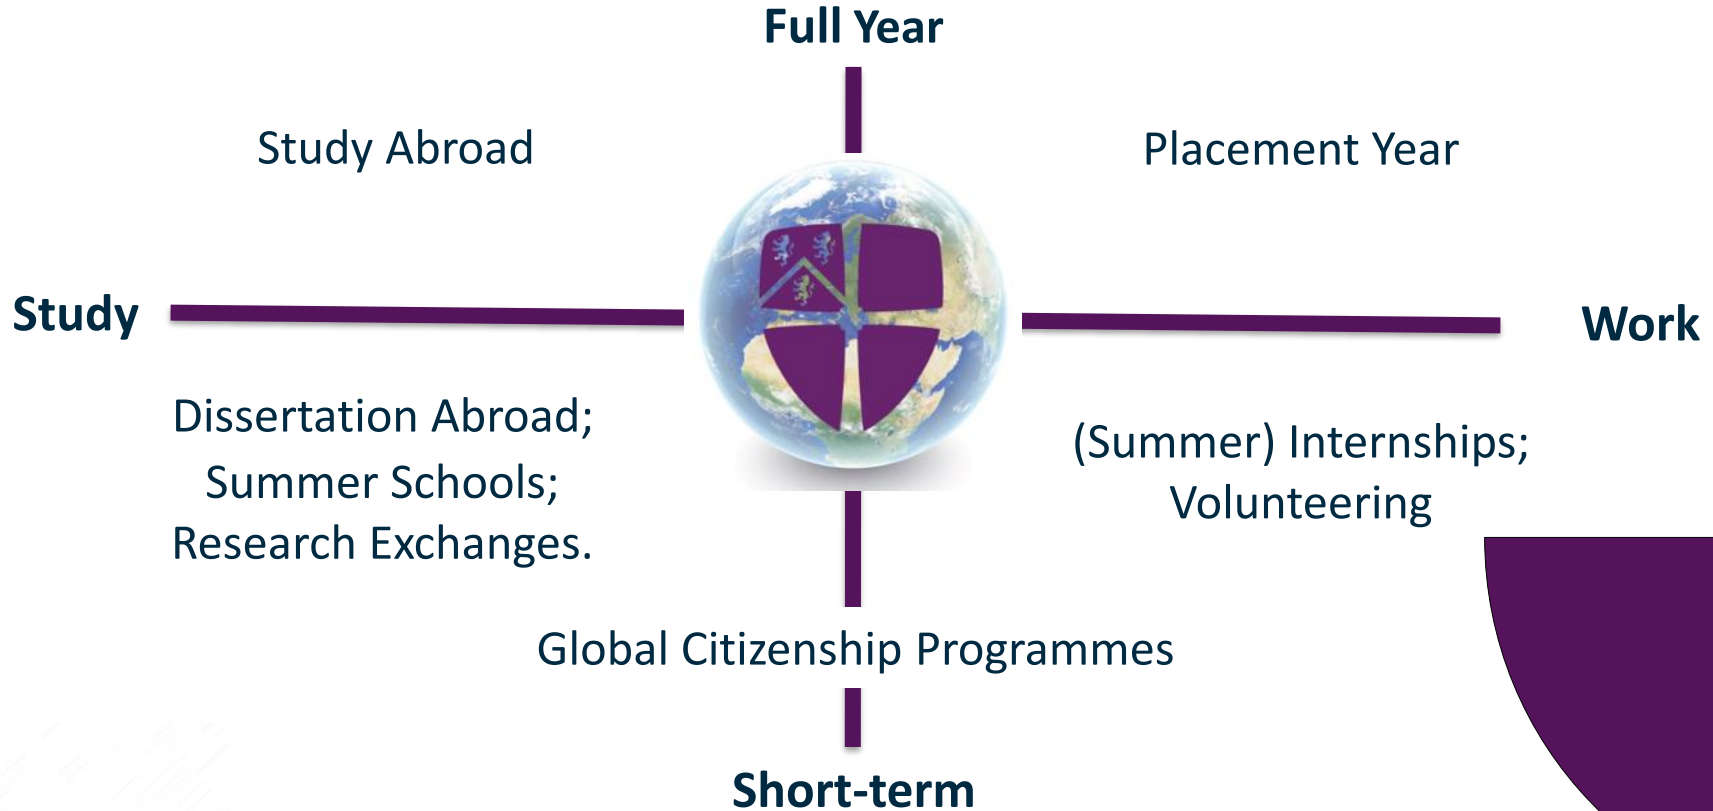 Full Year
Study Abroad
Placement Year
Study
Work
Dissertation Abroad;
Summer Schools;
Research Exchanges.
(Summer) Internships;
Volunteering
Global Citizenship Programmes
Short-term